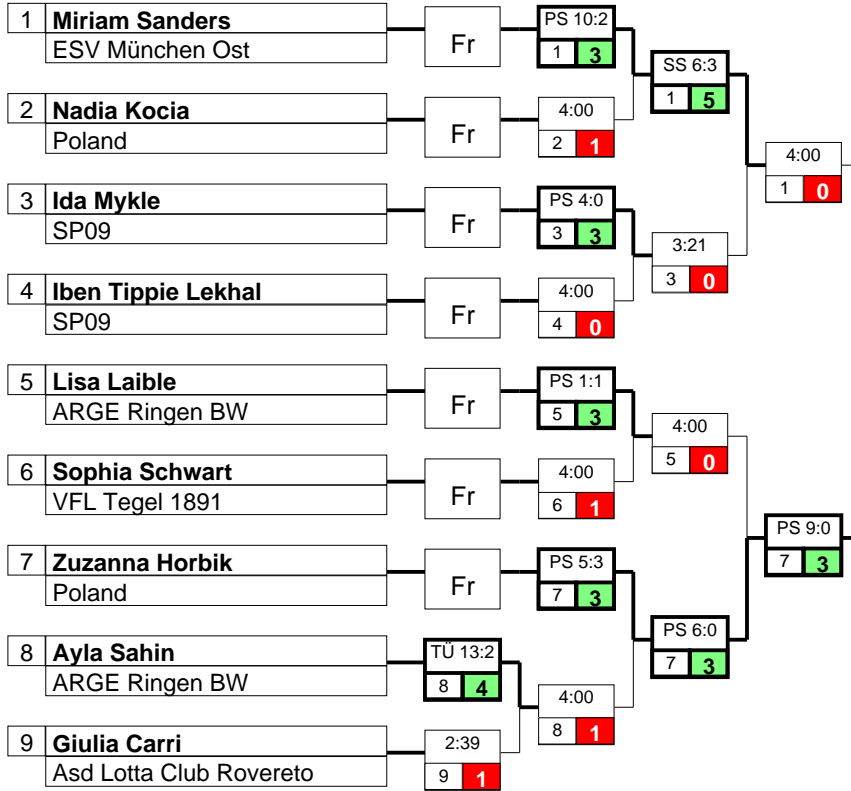 1 Miriam Sanders
ESV München Ost
Fr
PS 10:2
1 3
SS 6:3
1 5
2 Nadia Kocia
Poland
Fr
4:00
2 1
4:00
1 0
3 Ida Mykle
SP09
Fr
PS 4:0
3 3
3:21
3 0
4 Iben Tippie Lekhal
SP09
Fr
4:00
4 0
5 Lisa Laible
ARGE Ringen BW
Fr
PS 1:1
5 3
4:00
5 0
6 Sophia Schwart
VFL Tegel 1891
Fr
4:00
6 1
PS 9:0
7 3
7 Zuzanna Horbik
Poland
Fr
PS 5:3
7 3
PS 6:0
7 3
8 Ayla Sahin
ARGE Ringen BW
TÜ 13:2
8 4
4:00
8 1
9 Giulia Carri
Asd Lotta Club Rovereto
2:39
9 1